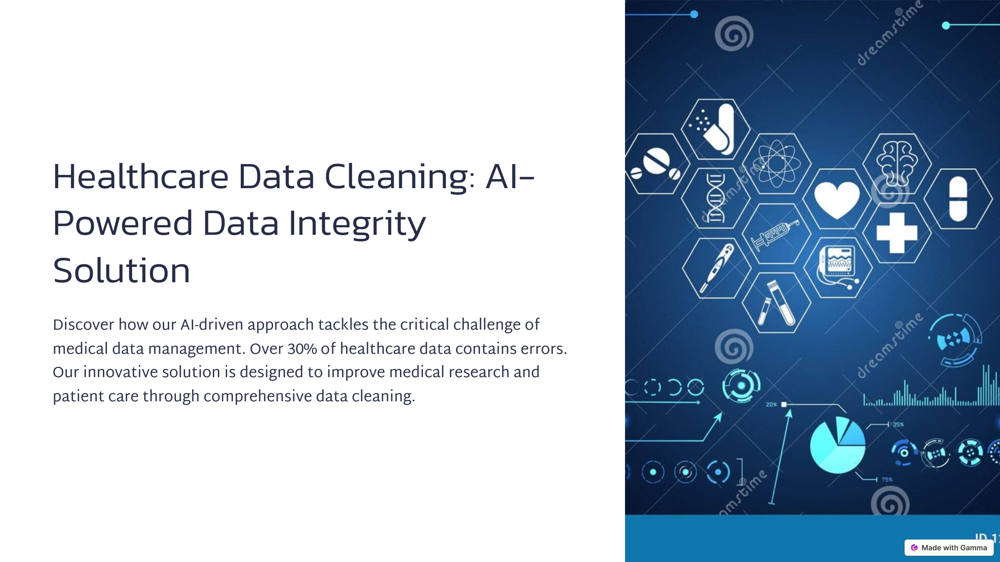 Healthcare Data Cleaning: AI-
Powered Data Integrity
Solution
Discover how our AI-driven approach tackles the critical challenge of
medical data management. Over 30% of healthcare data contains errors.
Our innovative solution is designed to improve medical research and
patient care through comprehensive data cleaning.
dreamstime
dreamstime
dreamstime
20%
35%
75%
amstime
ID 1
Made with Gamma